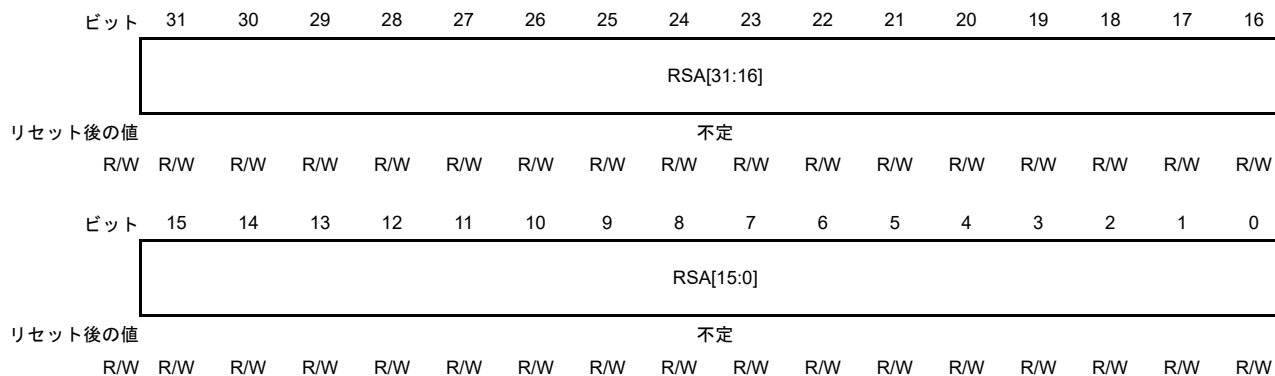 ビット 31 30 29 28 27 26 25 24 23 22 21 20 19 18 17 16
RSA[31:16]
リセット後の値 不定
R/W R/W R/W R/W R/W R/W R/W R/W R/W R/W R/W R/W R/W R/W R/W R/W R/W
ビット 15 14 13 12 11 10 9 8 7 6 5 4 3 2 1 0
RSA[15:0]
リセット後の値 不定
R/W R/W R/W R/W R/W R/W R/W R/W R/W R/W R/W R/W R/W R/W R/W R/W R/W